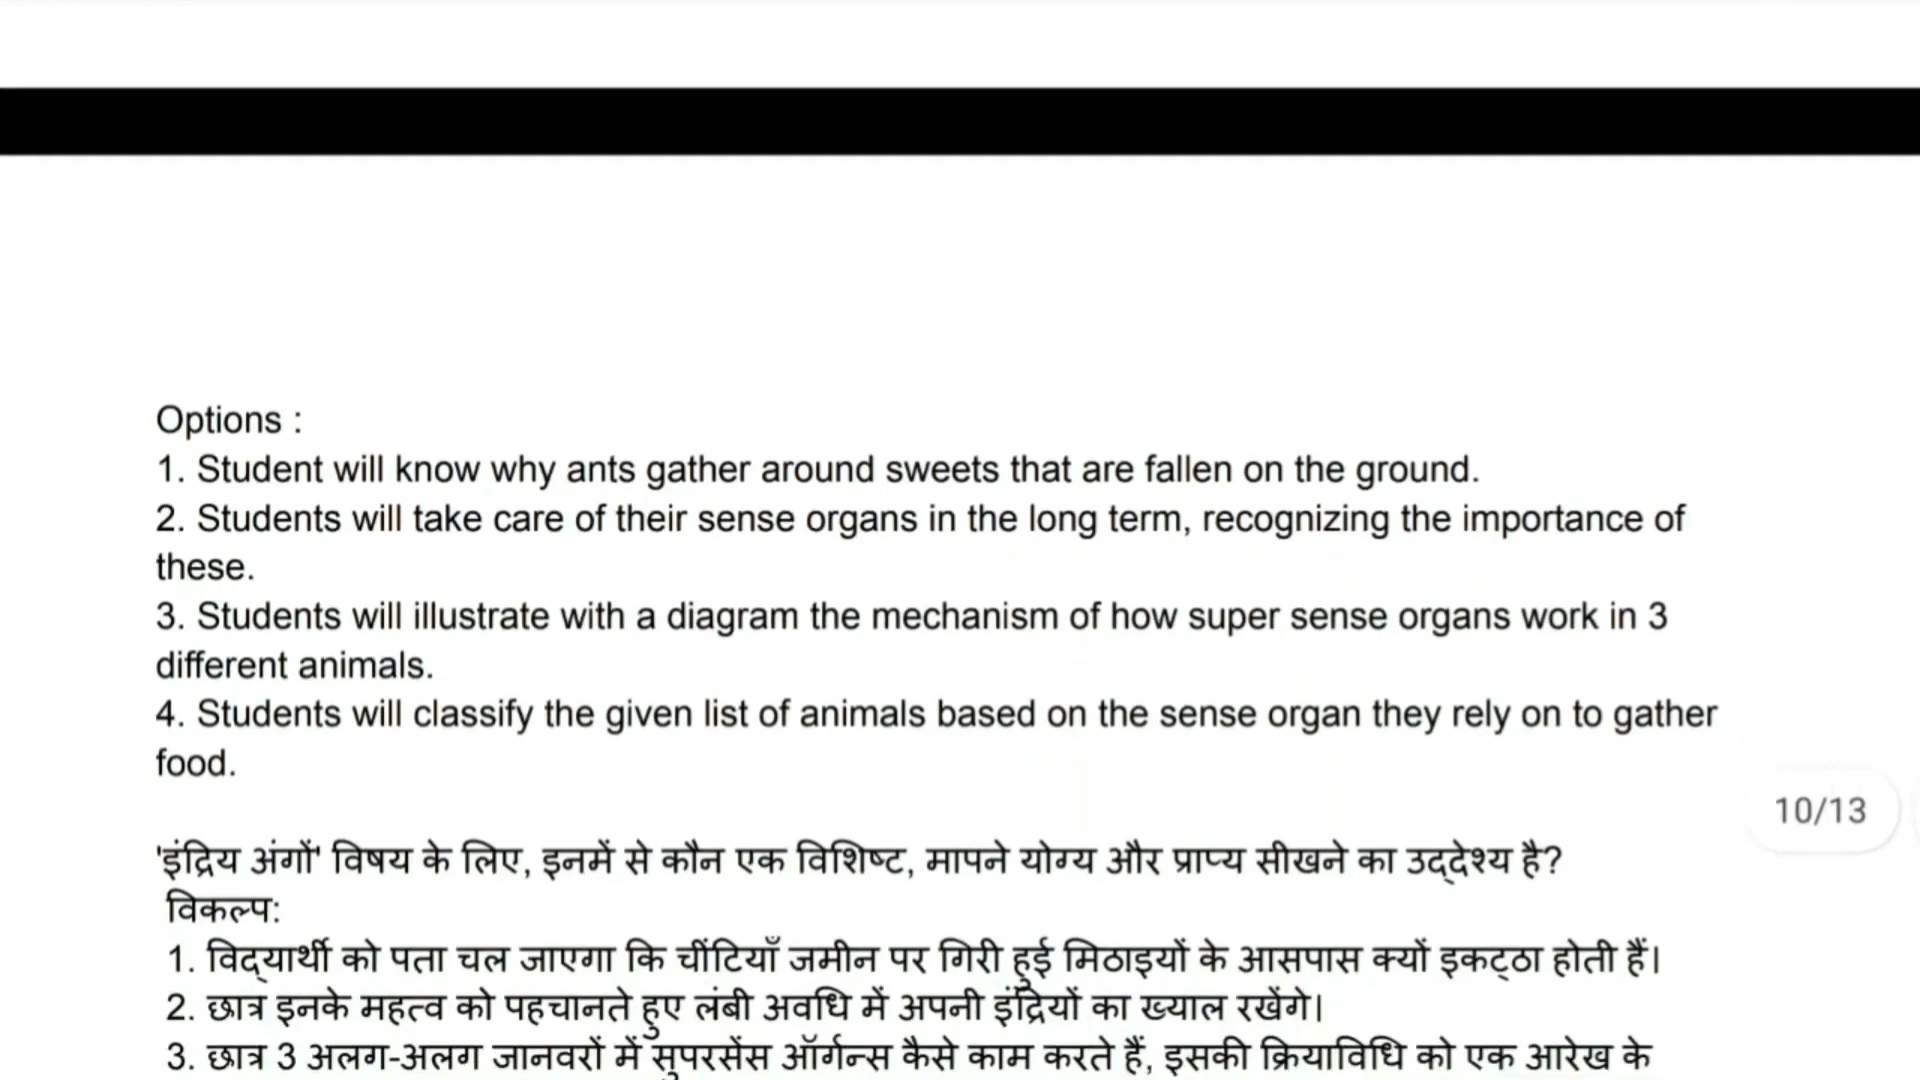 Options :
1. Student will know why ants gather around sweets that are fallen on the ground.
2. Students will take care of their sense organs in the long term, recognizing the importance of
these.
3. Students will illustrate with a diagram the mechanism of how super sense organs work in 3
different animals.
4. Students will classify the given list of animals based on the sense organ they rely on to gather
food.
10/13
'इंद्रिय अंगों' विषय के लिए, इनमें से कौन एक विशिष्ट, मापने योग्य और प्राप्य सीखने का उद्देश्य है?
विकल्प:
1. विद्यार्थी को पता चल जाएगा कि चींटियाँ जमीन पर गिरी हुई मिठाइयों के आसपास क्यों इकट्ठा होती हैं।
2. छात्र इनके महत्व को पहचानते हुए लंबी अवधि में अपनी इंद्रियों का ख्याल रखेंगे।
3. छात्र 3 अलग-अलग जानवरों में सुपरसेंस ऑर्गन्स कैसे काम करते हैं, इसकी क्रियाविधि को एक आरेख के